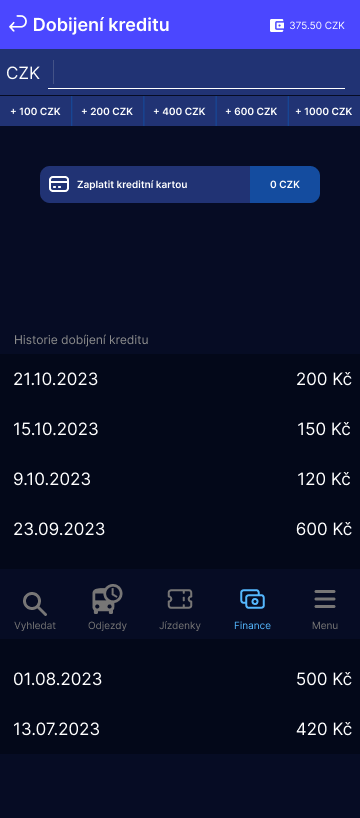 Dobijení kreditu
375.50 CZK
CZK
+ 100 CZK
+ 200 CZK
+ 400 CZK
+ 600 CZK
+ 1000 CZK
Zaplatit kreditní kartou
0 CZK
Historie dobíjení kreditu
21.10.2023 200 Kč
15.10.2023 150 Kč
9.10.2023 120 Kč
23.09.2023 600 Kč
Vyhledat
Odjezdy
Jízdenky
Finance
Menu
01.08.2023 500 Kč
13.07.2023 420 Kč